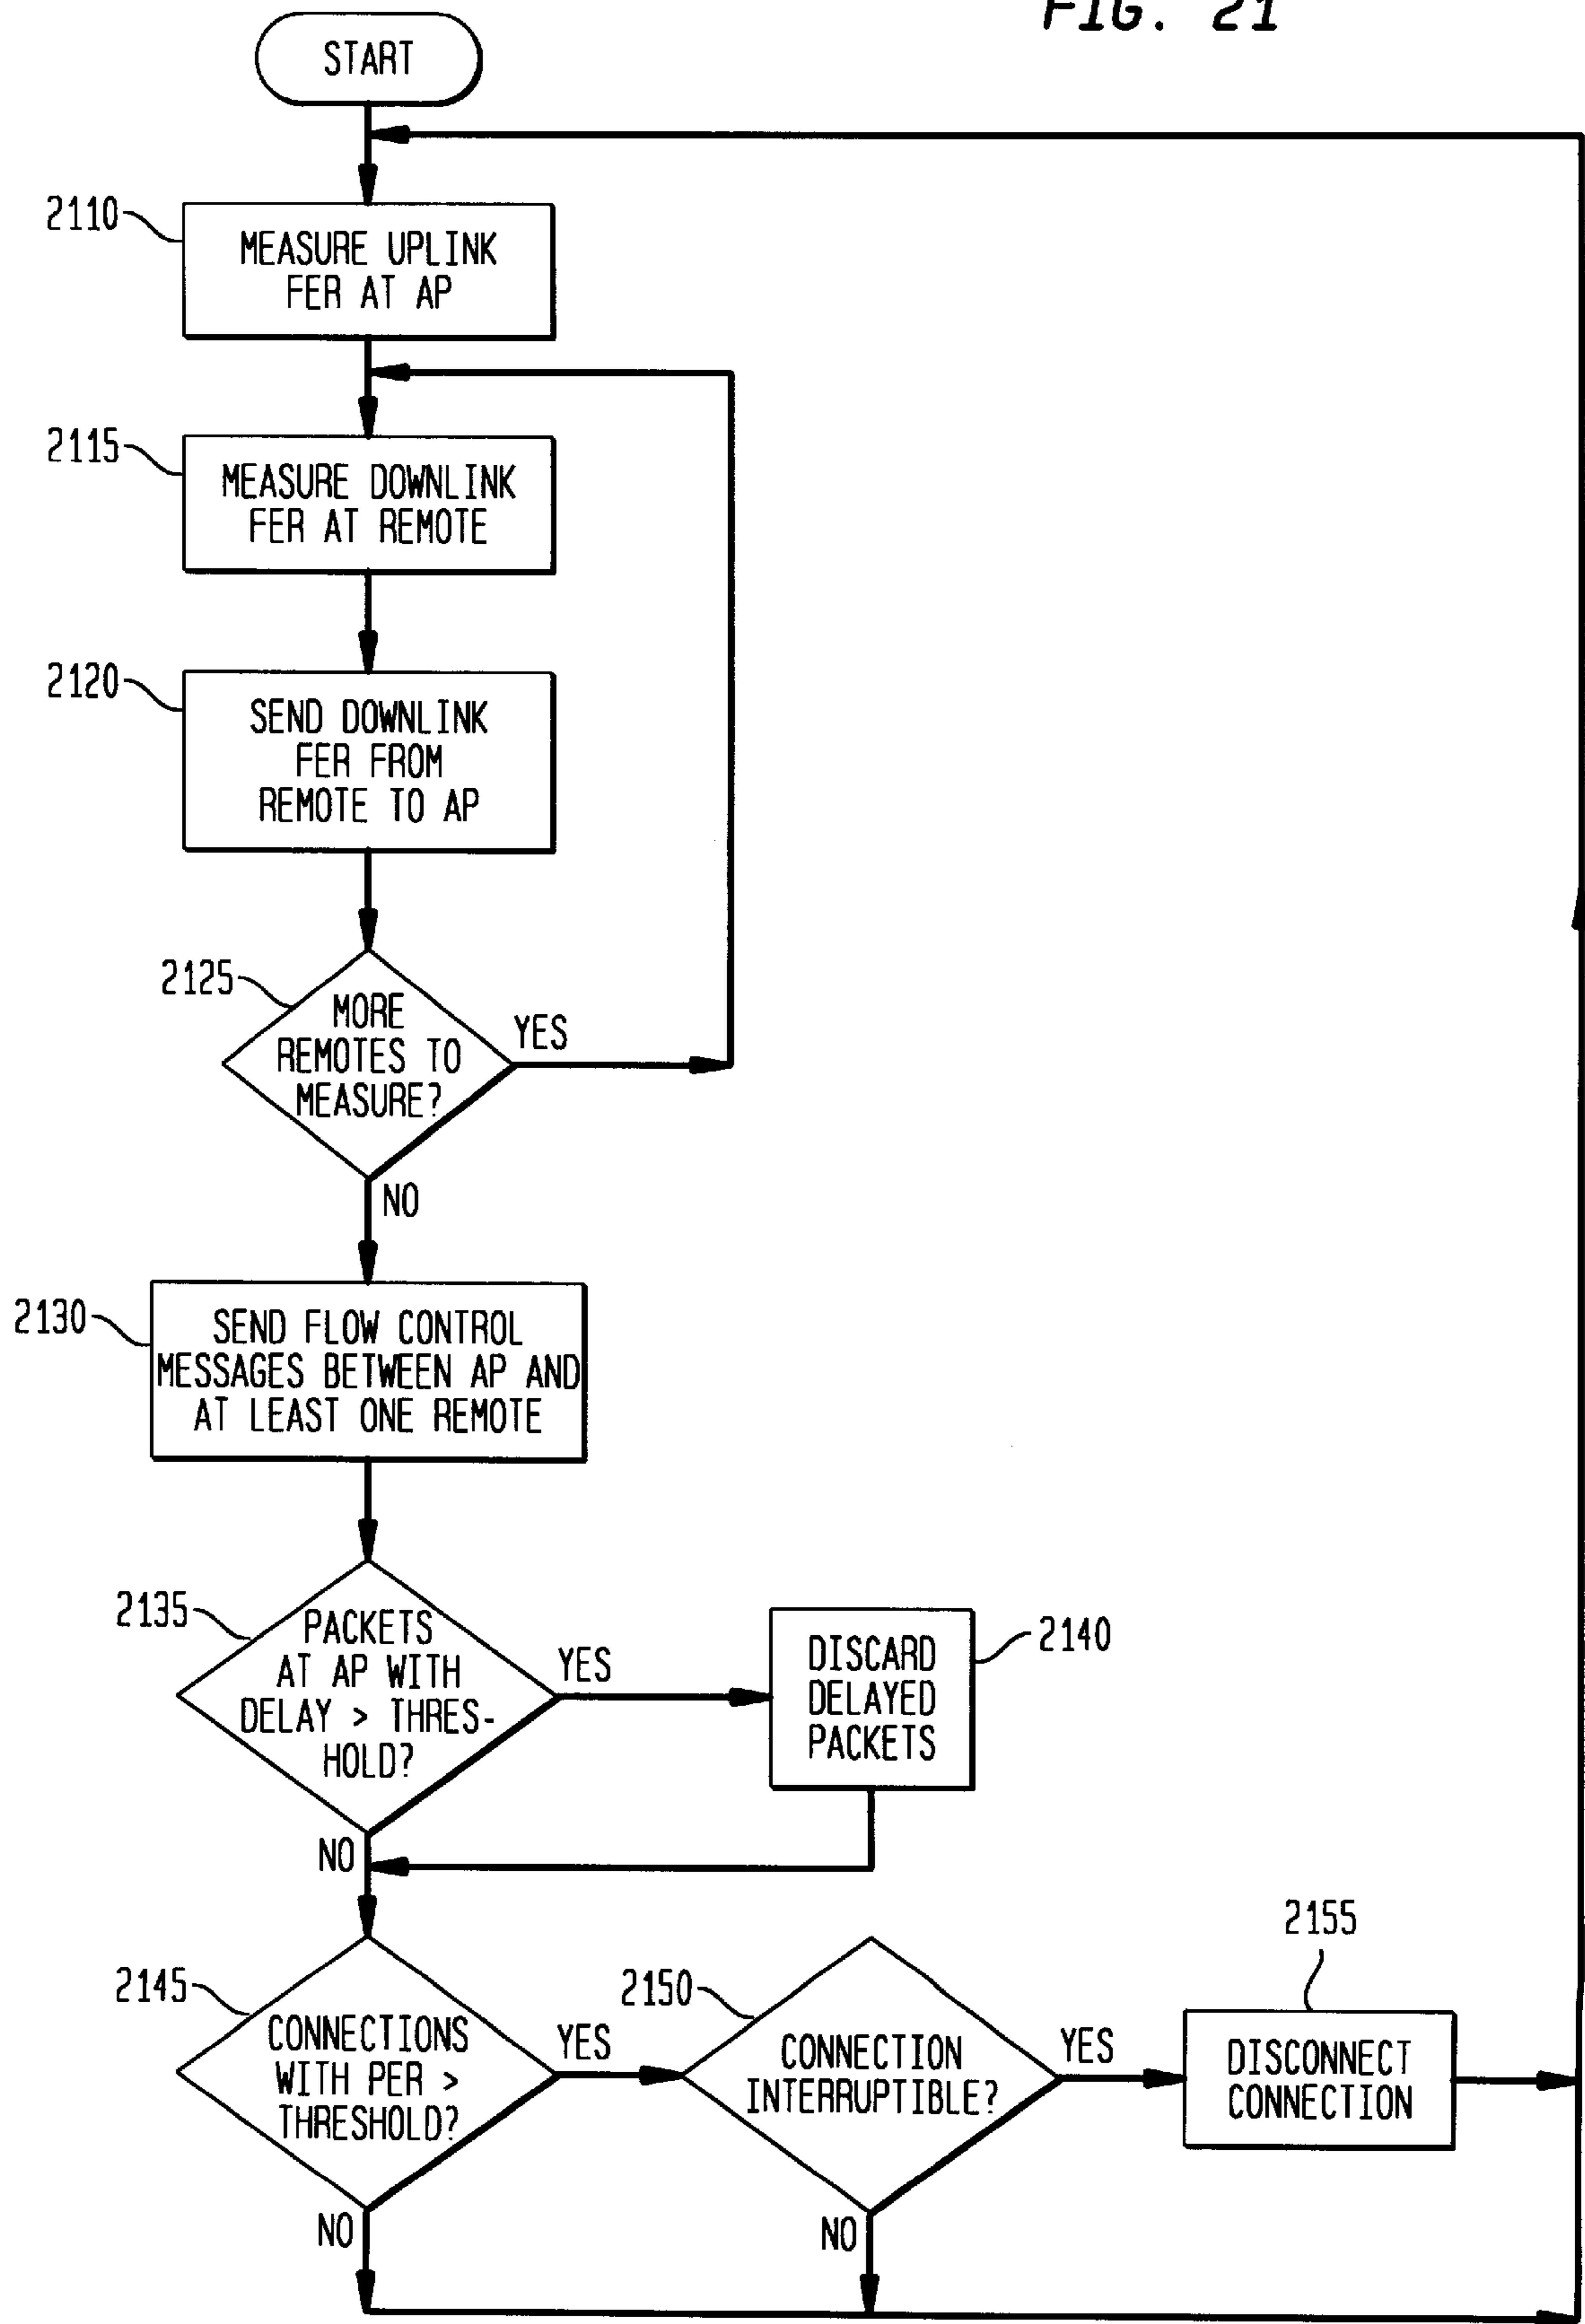 FIG. 21
START
2110
MEASURE UPLINK
FER AT AP
2115
MEASURE DOWNLINK
FER AT REMOTE
2120
SEND DOWNLINK
FER FROM
REMOTE TO AP
2125
MORE
REMOTES TO
MEASURE?
YES
NO
2130
SEND FLOW CONTROL
MESSAGES BETWEEN AP AND
AT LEAST ONE REMOTE
2135
PACKETS
AT AP WITH
DELAY > THRES-
HOLD?
YES
2140
DISCARD
DELAYED
PACKETS
NO
2145
CONNECTIONS
WITH PER >
THRESHOLD?
YES
2150
CONNECTION
INTERRUPTIBLE?
YES
2155
DISCONNECT
CONNECTION
NO
NO